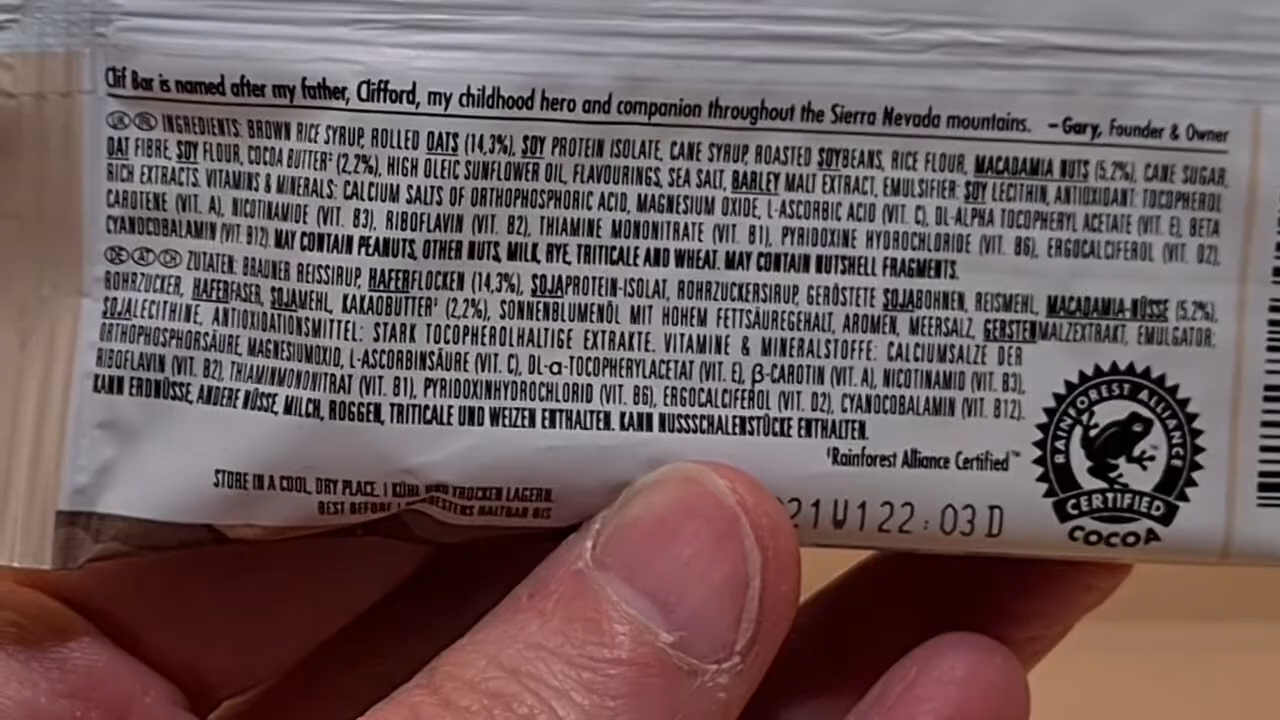 Clif Bar is named after my father, Clifford, my childhood hero and companion throughout the Sierra Nevada mountains. – Gary, Founder & Owner
INGREDIENTS: BROWN RICE SYRUP, ROLLED OATS (14,3%), SOY PROTEIN ISOLATE, CANE SYRUP, ROASTED SOYBEANS, RICE FLOUR, MACADAMIA NUTS (5,2%), CANE SUGAR,
OAT FIBRE, SOY FLOUR, COCOA BUTTER‡ (2,2%), HIGH OLEIC SUNFLOWER OIL, FLAVOURINGS, SEA SALT, BARLEY MALT EXTRACT, EMULSIFIER: SOY LECITHIN, ANTIOXIDANT: TOCOPHEROL
RICH EXTRACTS. VITAMINS & MINERALS: CALCIUM SALTS OF ORTHOPHOSPHORIC ACID, MAGNESIUM OXIDE, L-ASCORBIC ACID (VIT. C), DL-ALPHA TOCOPHERYL ACETATE (VIT. E), BETA
CAROTENE (VIT. A), NICOTINAMIDE (VIT. B3), RIBOFLAVIN (VIT. B2), THIAMINE MONONITRATE (VIT. B1), PYRIDOXINE HYDROCHLORIDE (VIT. B6), ERGOCALCIFEROL (VIT. D2),
CYANOCOBALAMIN (VIT. B12). MAY CONTAIN PEANUTS, OTHER NUTS, MILK, RYE, TRITICALE AND WHEAT. MAY CONTAIN NUTSHELL FRAGMENTS.
DE AT CH ZUTATEN: BRAUNER REISSIRUP, HAFERFLOCKEN (14,3%), SOJAPROTEIN-ISOLAT, ROHRZUCKERSIRUP, GERÖSTETE SOJABOHNEN, REISMEHL, MACADAMIA-NÜSSE (5,2%),
ROHRZUCKER, HAFERFASER, SOJAMEHL, KAKAOBUTTER‡ (2,2%), SONNENBLUMENÖL MIT HOHEM FETTSÄUREGEHALT, AROMEN, MEERSALZ, GERSTENMALZEXTRAKT, EMULGATOR:
SOJALECITHINE, ANTIOXIDATIONSMITTEL: STARK TOCOPHEROLHALTIGE EXTRAKTE. VITAMINE & MINERALSTOFFE: CALCIUMSALZE DER
ORTHOPHOSPHORSÄURE, MAGNESIUMOXID, L-ASCORBINSÄURE (VIT. C), DL-α-TOCOPHERYLACETAT (VIT. E), β-CAROTIN (VIT. A), NICOTINAMID (VIT. B3),
RIBOFLAVIN (VIT. B2), THIAMINMONONITRAT (VIT. B1), PYRIDOXINHYDROCHLORID (VIT. B6), ERGOCALCIFEROL (VIT. D2), CYANOCOBALAMIN (VIT. B12).
KANN ERDNÜSSE, ANDERE NÜSSE, MILCH, ROGGEN, TRITICALE UND WEIZEN ENTHALTEN. KANN NUSSSCHALENSTÜCKE ENTHALTEN.
‡Rainforest Alliance Certified™
RAINFOREST ALLIANCE
CERTIFIED
COCOA
STORE IN A COOL, DRY PLACE. | KÜHL UND TROCKEN LAGERN.
BEST BEFORE | HALTBAR BIS
21W122:03D